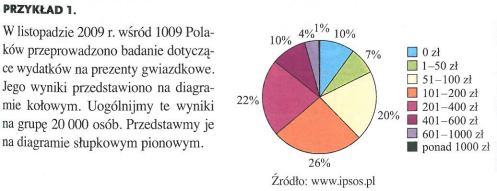 PRZYKŁAD 1.
W listopadzie 2009 r. wśród 1009 Pola-
ków przeprowadzono badanie dotyczą-
ce wydatków na prezenty gwiazdkowe.
Jego wyniki przedstawiono na diagra-
mie kołowym. Uogólnijmy te wyniki
na grupę 20 000 osób. Przedstawmy je
na diagramie słupkowym pionowym.
1%
4%
10%
10%
7%
20%
22%
26%
0 zł
1–50 zł
51–100 zł
101–200 zł
201–400 zł
401–600 zł
601–1000 zł
ponad 1000 zł
Źródło: www.ipsos.pl